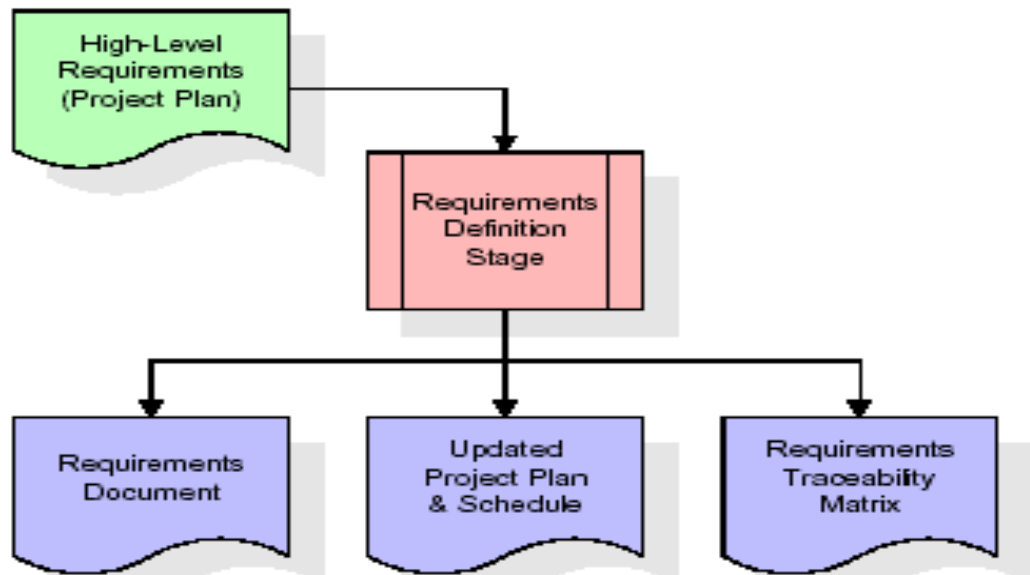 High-Level
Requirements
(Project Plan)
Requirements
Definition
Stage
Requirements
Document
Updated
Project Plan
& Schedule
Requirements
Traceability
Matrix